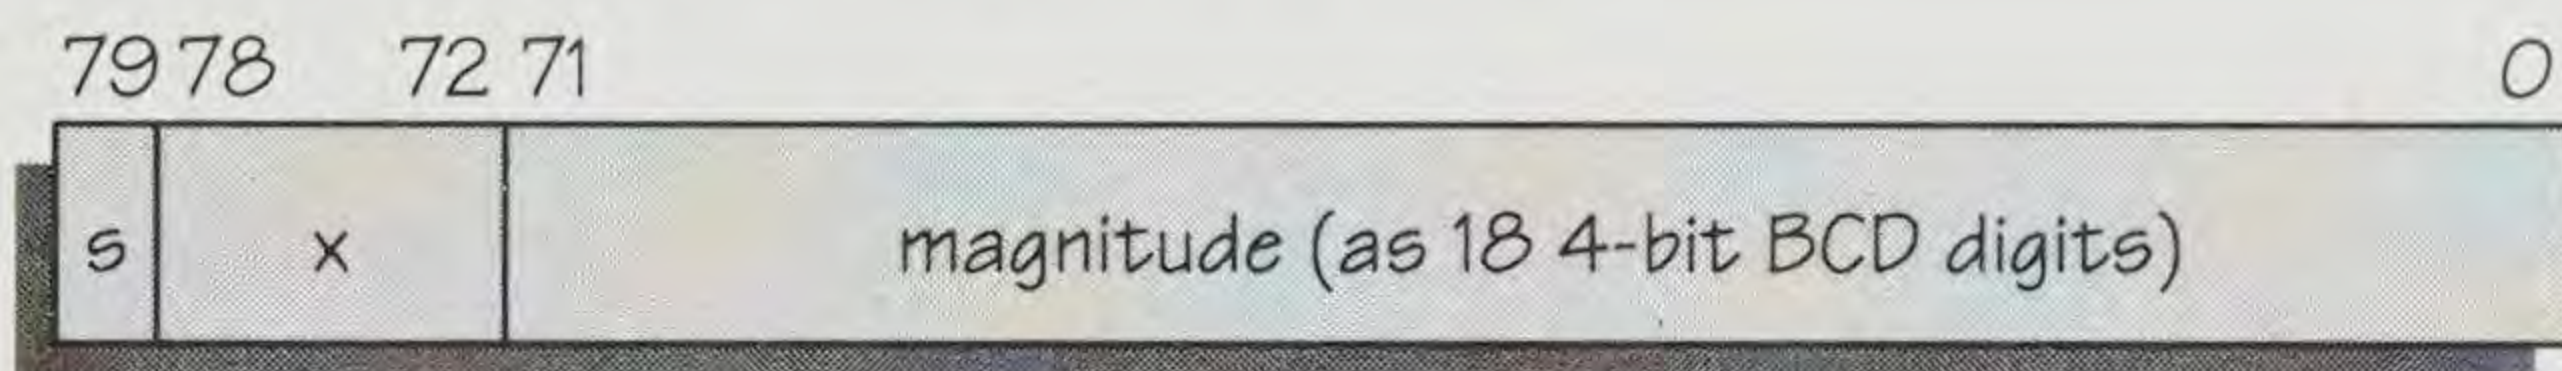 79 78 72 71 0
s x magnitude (as 18 4-bit BCD digits)